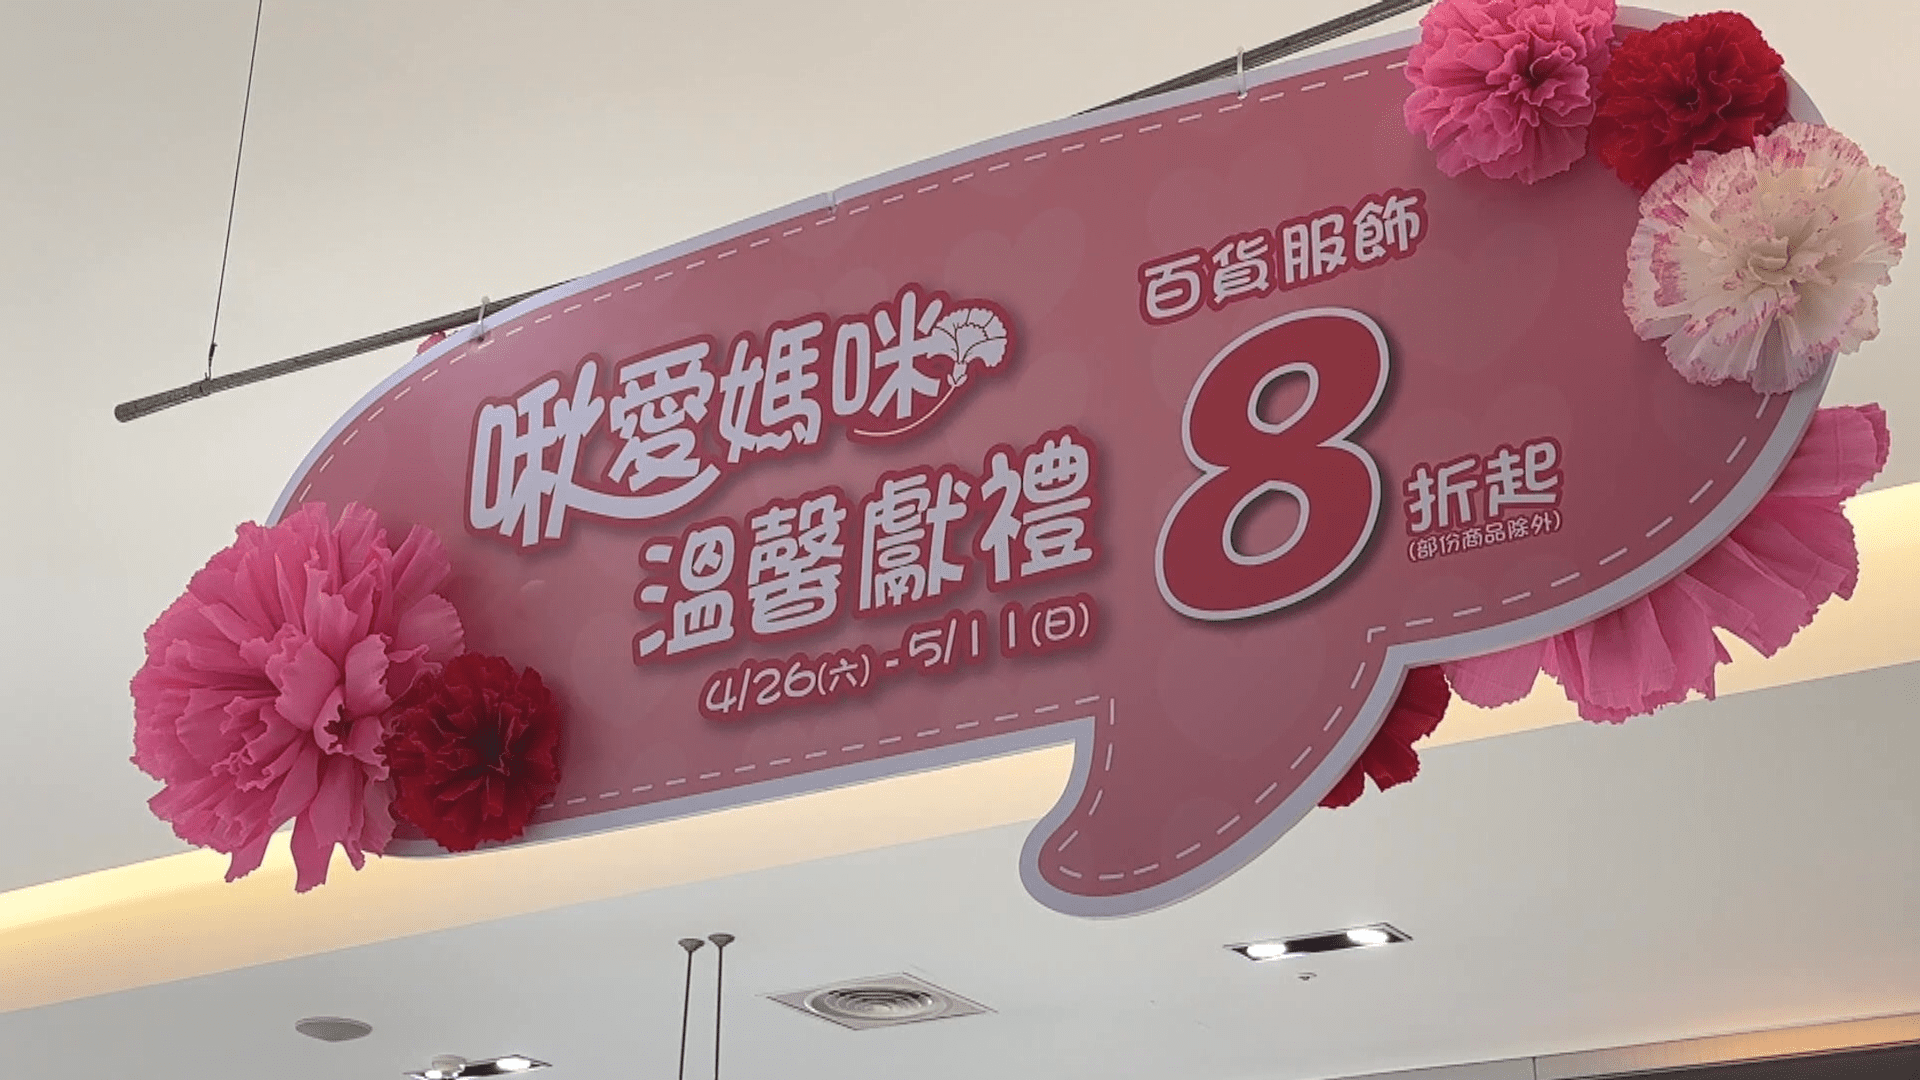 啾愛媽咪
溫馨獻禮
4/26(六)-5/11(日)
百貨服飾
8折起
(部份商品除外)